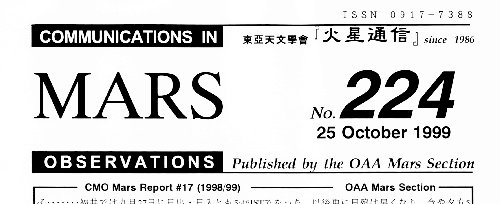 ISSN 0917-7388
COMMUNICATIONS IN 東亞天文學會『火星通信』since 1986
MARS No. 224
25 October 1999
OBSERVATIONS Published by the OAA Mars Section
CMO Mars Report #17 (1998/99) OAA Mars Section